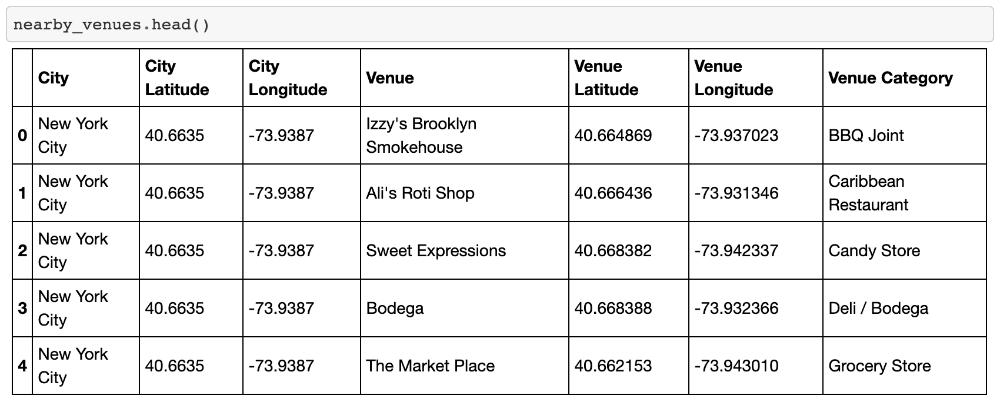 nearby_venues.head()
City City Latitude City Longitude Venue Venue Latitude Venue Longitude Venue Category
0 New York City 40.6635 -73.9387 Izzy's Brooklyn Smokehouse 40.664869 -73.937023 BBQ Joint
1 New York City 40.6635 -73.9387 Ali's Roti Shop 40.666436 -73.931346 Caribbean Restaurant
2 New York City 40.6635 -73.9387 Sweet Expressions 40.668382 -73.942337 Candy Store
3 New York City 40.6635 -73.9387 Bodega 40.668388 -73.932366 Deli / Bodega
4 New York City 40.6635 -73.9387 The Market Place 40.662153 -73.943010 Grocery Store